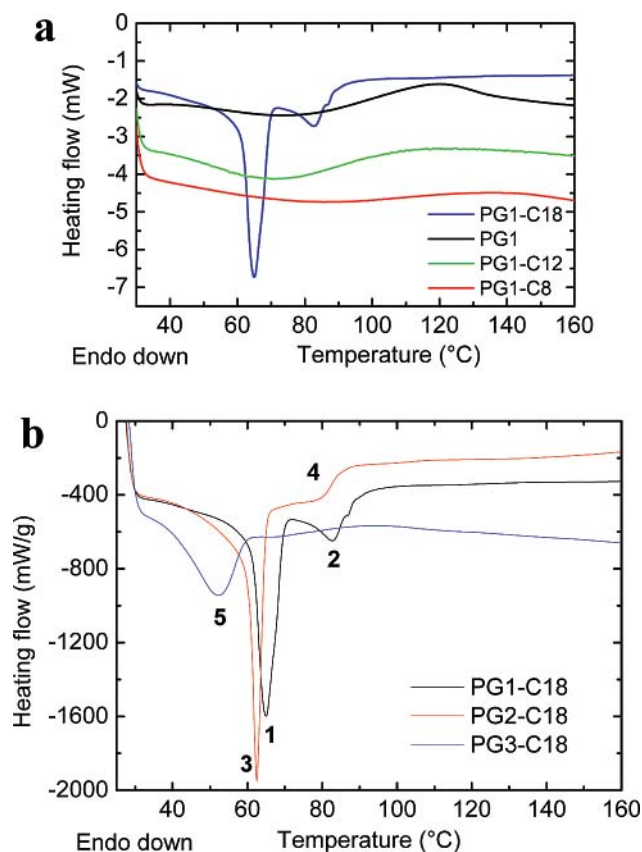 a
-1
-2
-3
-4
-5
-6
-7
Heating flow (mW)
PG1-C18
PG1
PG1-C12
PG1-C8
40 60 80 100 120 140 160
Endo down Temperature (°C)
b
0
-400
-800
-1200
-1600
-2000
Heating flow (mW/g)
4
2
5
1
3
PG1-C18
PG2-C18
PG3-C18
40 60 80 100 120 140 160
Endo down Temperature (°C)